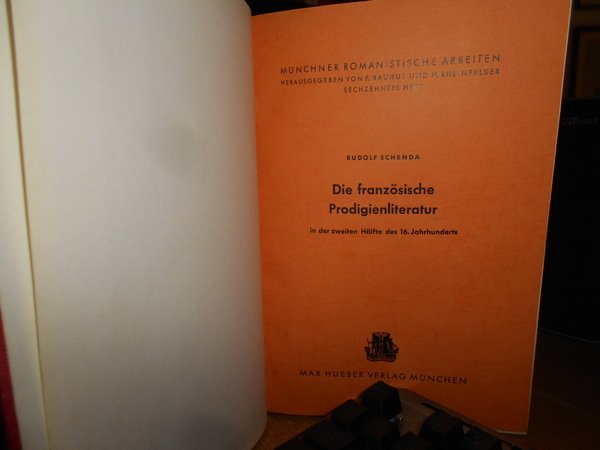 MÜNCHNER ROMANISTISCHE ARBEITEN
HERAUSGEGEBEN VON F. RAUHUT UND H. RHEINFELDER
SECHZEHNTES HEFT
RUDOLF SCHENDA
Die französische
Prodigienliteratur
in der zweiten Hälfte des 16. Jahrhunderts
MAX HUEBER VERLAG MÜNCHEN